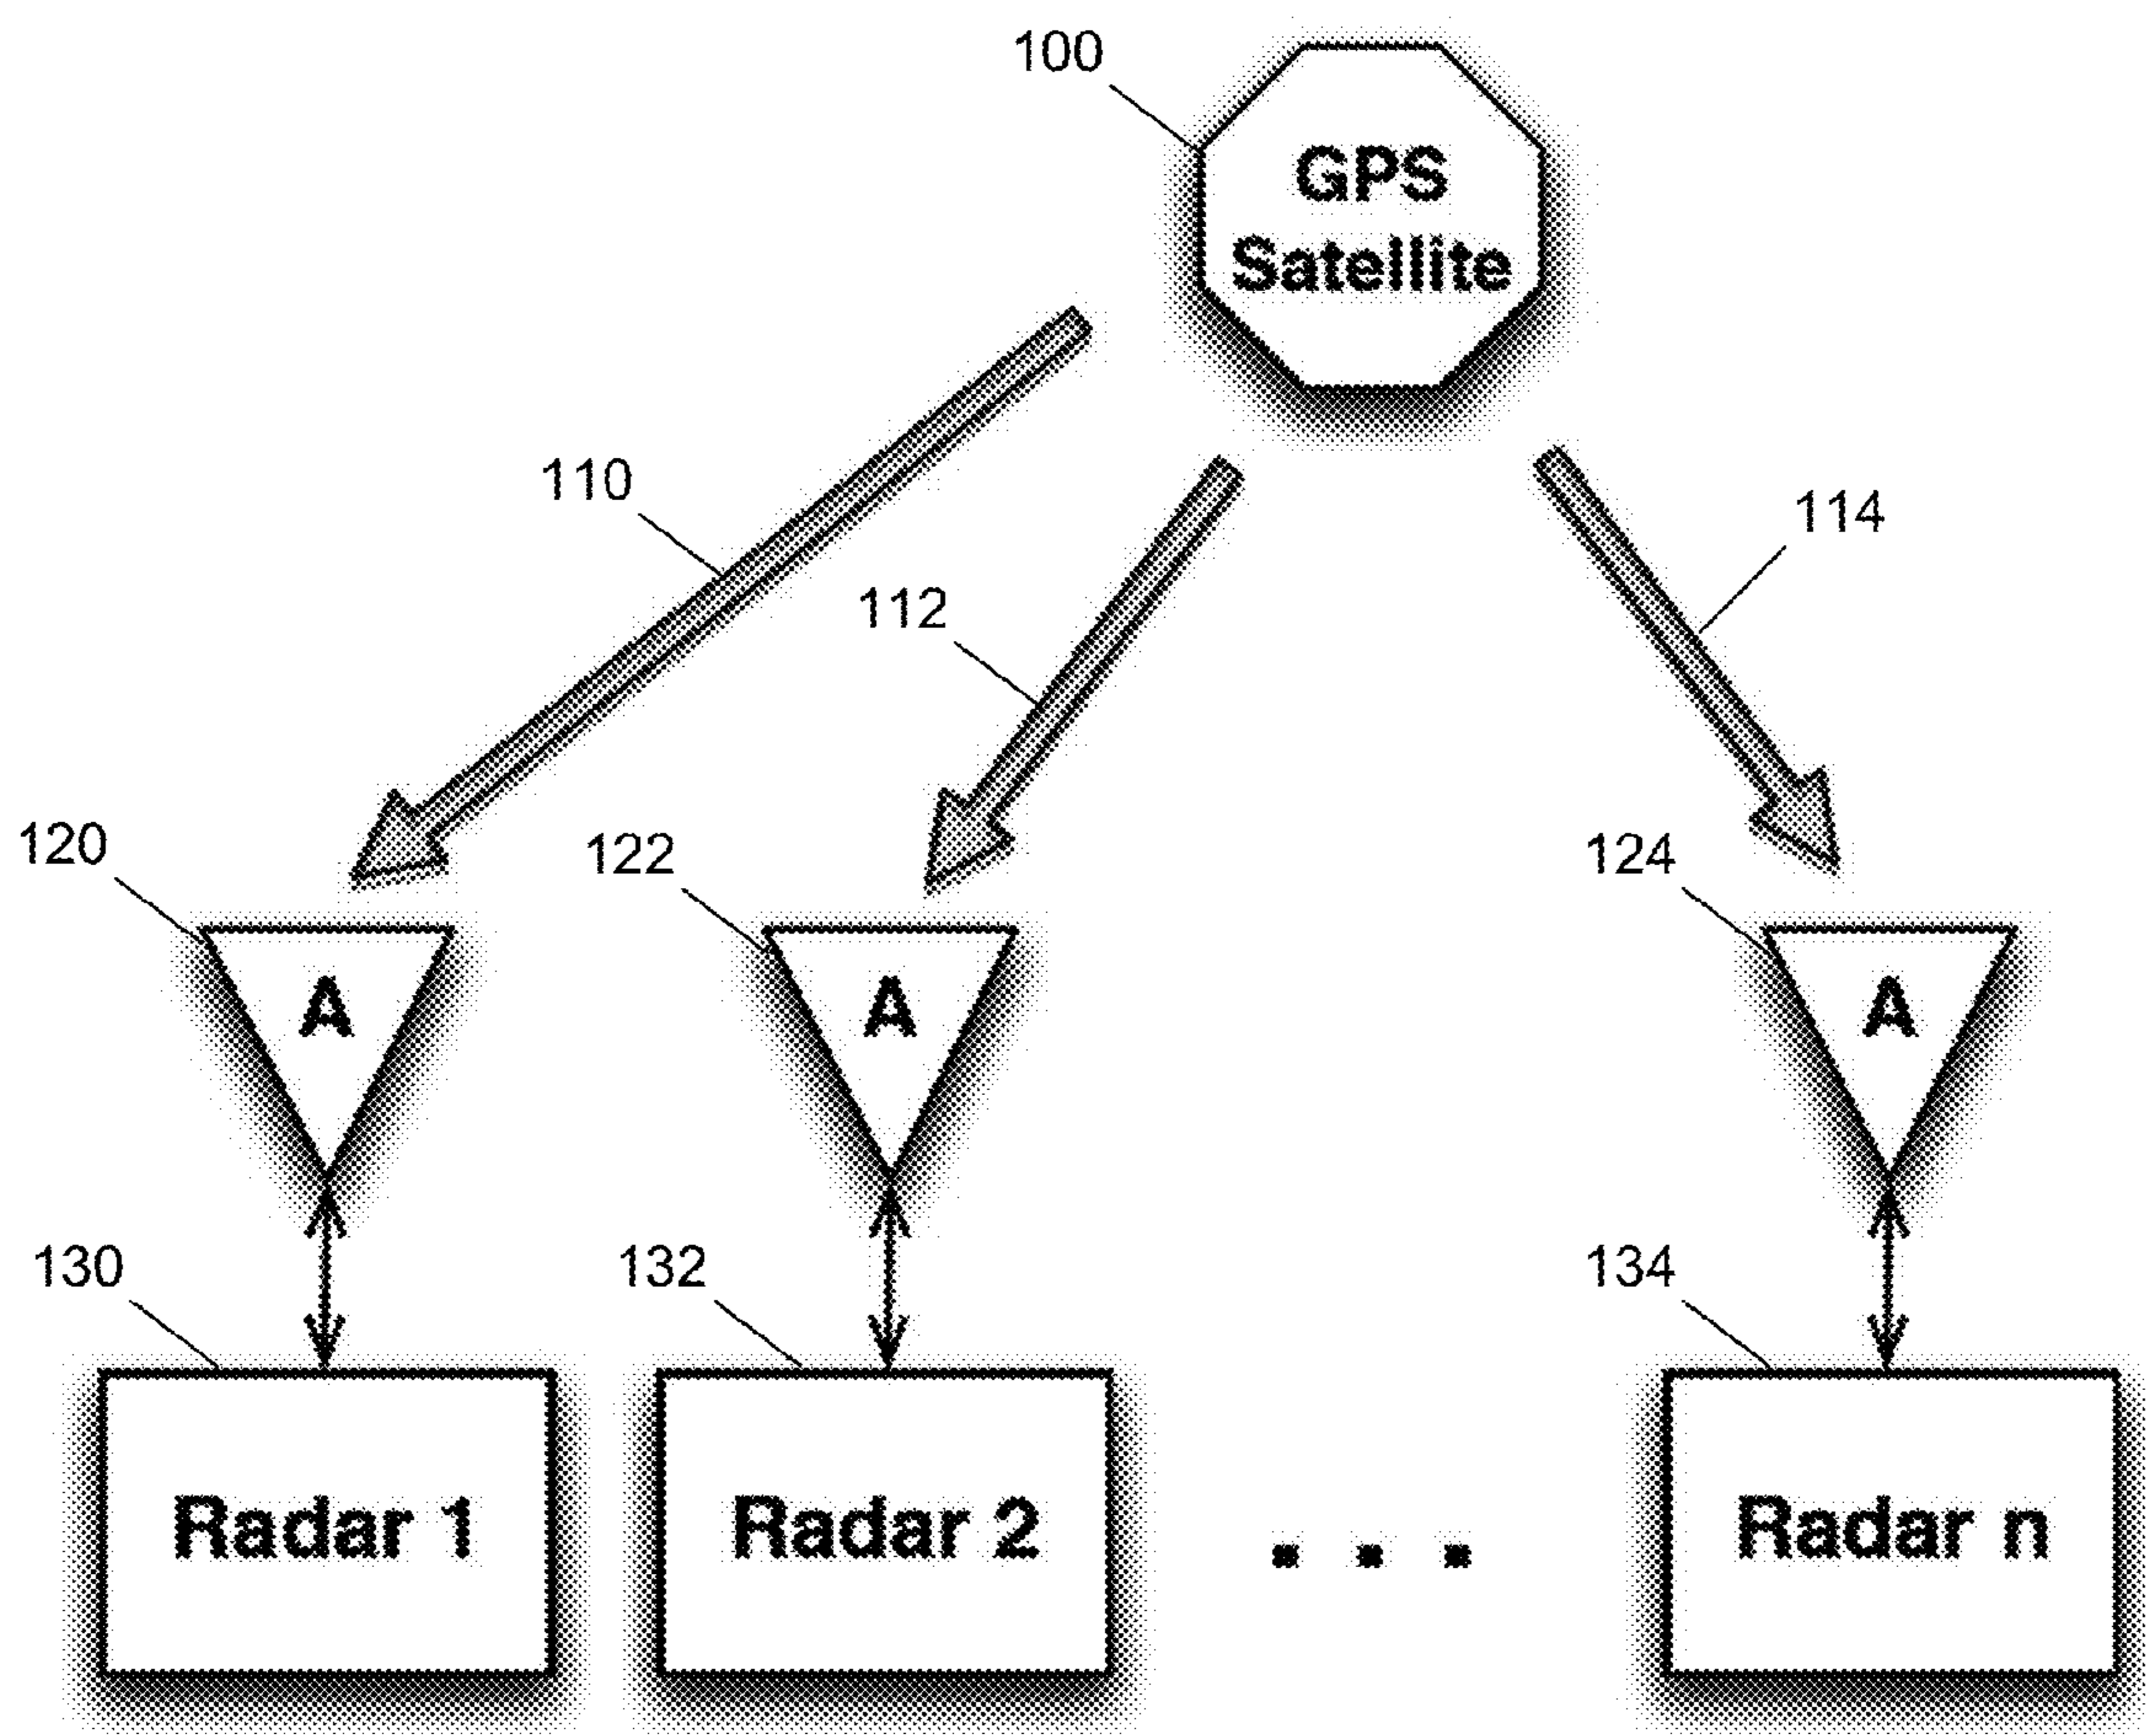 100
GPS
Satellite
110
114
112
120
122
124
A
A
A
130
132
134
Radar 1
Radar 2
. . .
Radar n